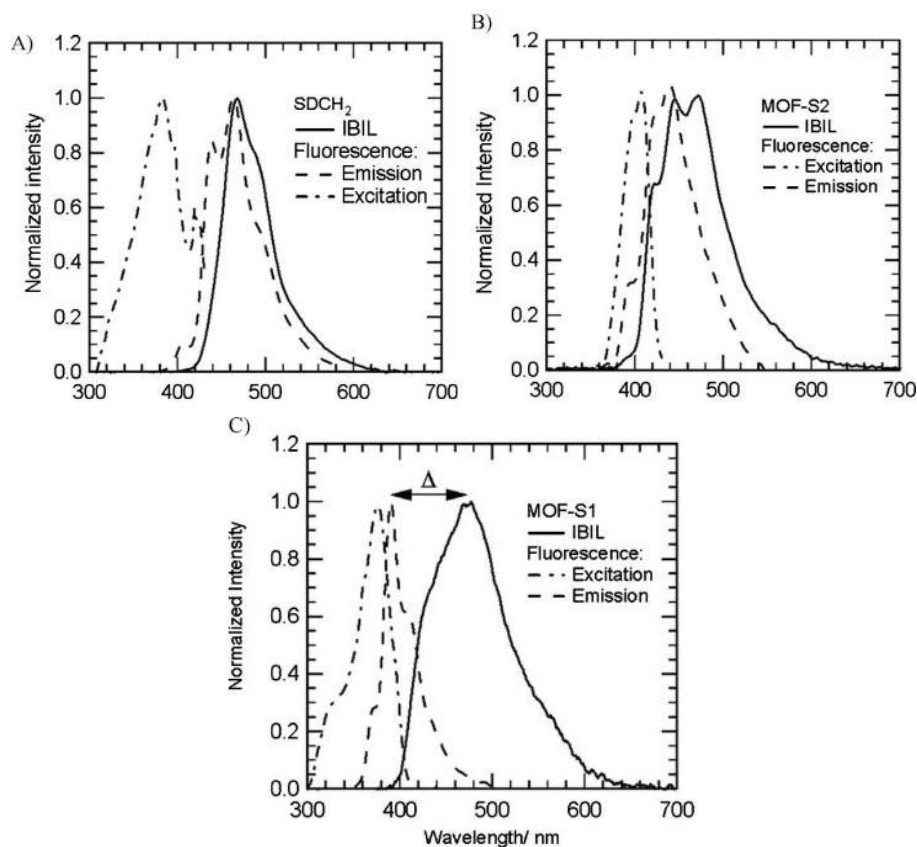 A)
Normalized intensity
1.2
1.0
0.8
0.6
0.4
0.2
0.0
300 400 500 600 700
SDCH2
IBIL
Fluorescence:
Emission
Excitation
B)
Normalized Intensity
1.2
1.0
0.8
0.6
0.4
0.2
0.0
300 400 500 600 700
MOF-S2
IBIL
Fluorescence:
Excitation
Emission
C)
Normalized Intensity
1.2
1.0
0.8
0.6
0.4
0.2
0.0
300 400 500 600 700
Δ
MOF-S1
IBIL
Fluorescence:
Excitation
Emission
Wavelength/ nm